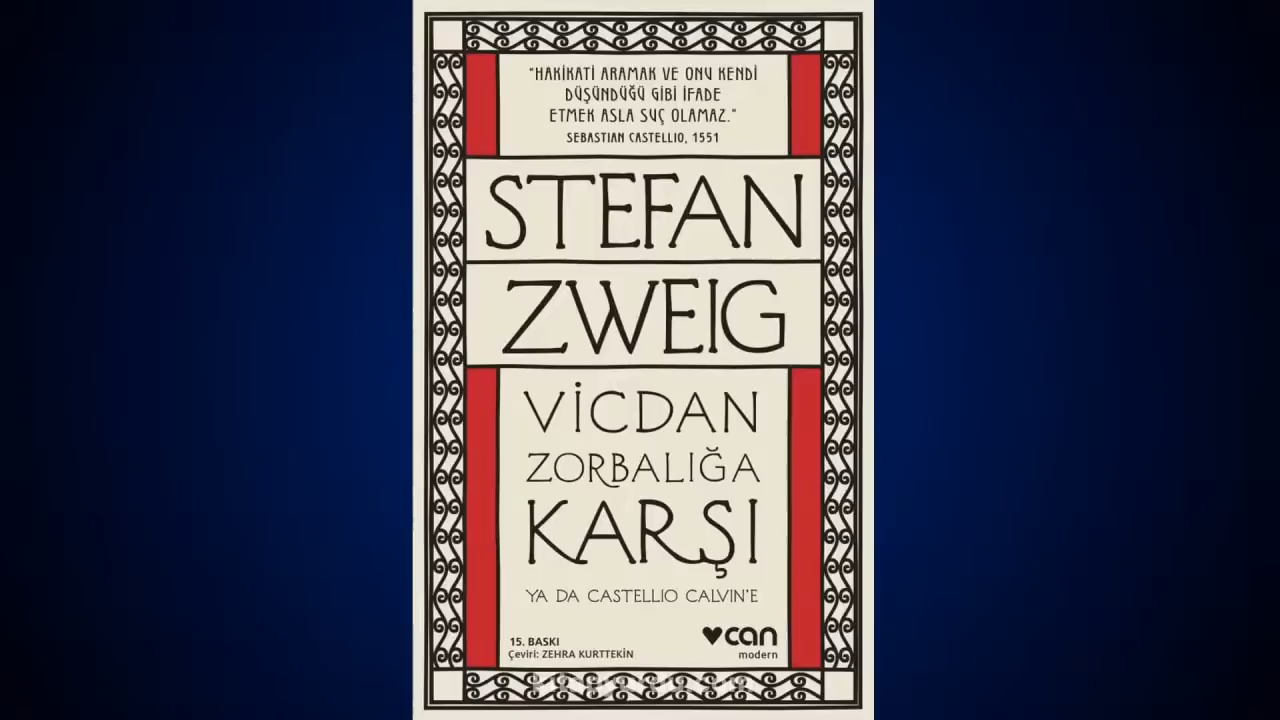 "HAKİKATİ ARAMAK VE ONU KENDİ
DÜŞÜNDÜĞÜ GİBİ İFADE
ETMEK ASLA SUÇ OLAMAZ."
SEBASTIAN CASTELLIO, 1551
STEFAN
ZWEIG
VİCDAN
ZORBALIĞA
KARŞI
YA DA CASTELLIO CALVIN'E
15. BASKI
Çeviri: ZEHRA KURTTEKİN
can
modern